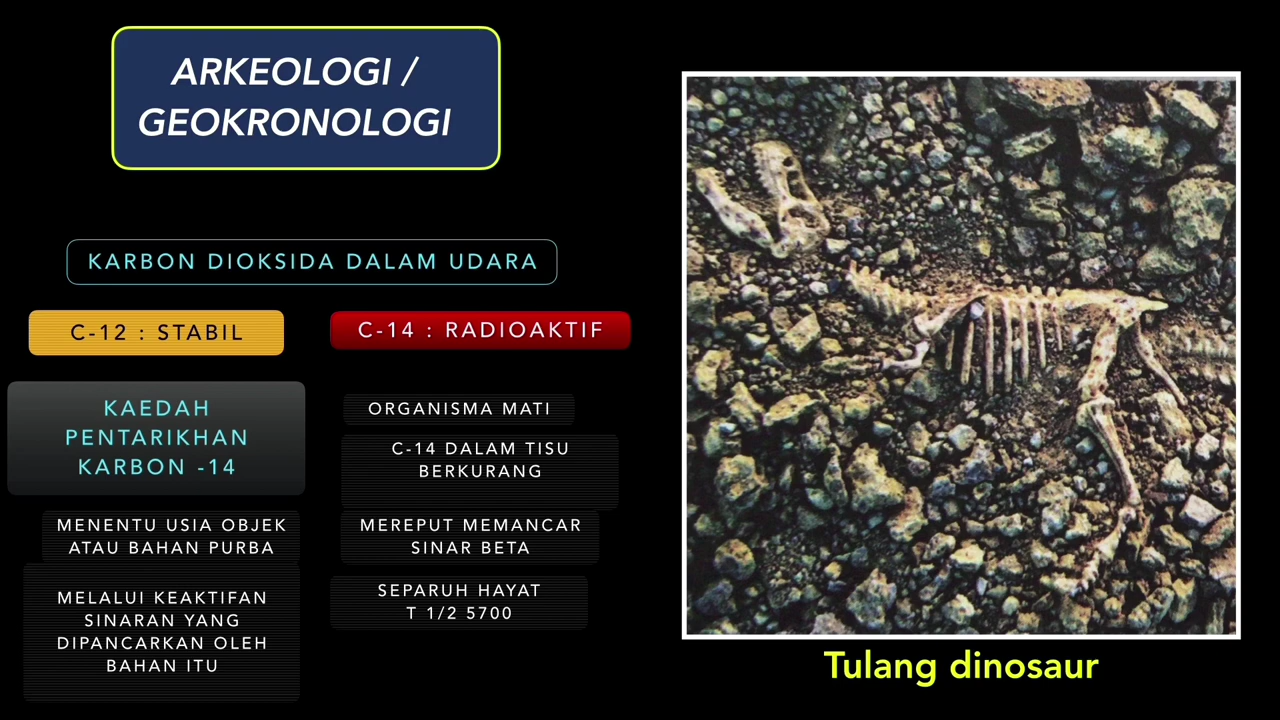 ARKEOLOGI /
GEOKRONOLOGI
KARBON DIOKSIDA DALAM UDARA
C-12 : STABIL
C-14 : RADIOAKTIF
KAEDAH
PENTARIKHAN
KARBON -14
MENENTU USIA OBJEK
ATAU BAHAN PURBA
MELALUI KEAKTIFAN
SINARAN YANG
DIPANCARKAN OLEH
BAHAN ITU
ORGANISMA MATI
C-14 DALAM TISU
BERKURANG
MEREPUT MEMANCAR
SINAR BETA
SEPARUH HAYAT
T 1/2 5700
Tulang dinosaur